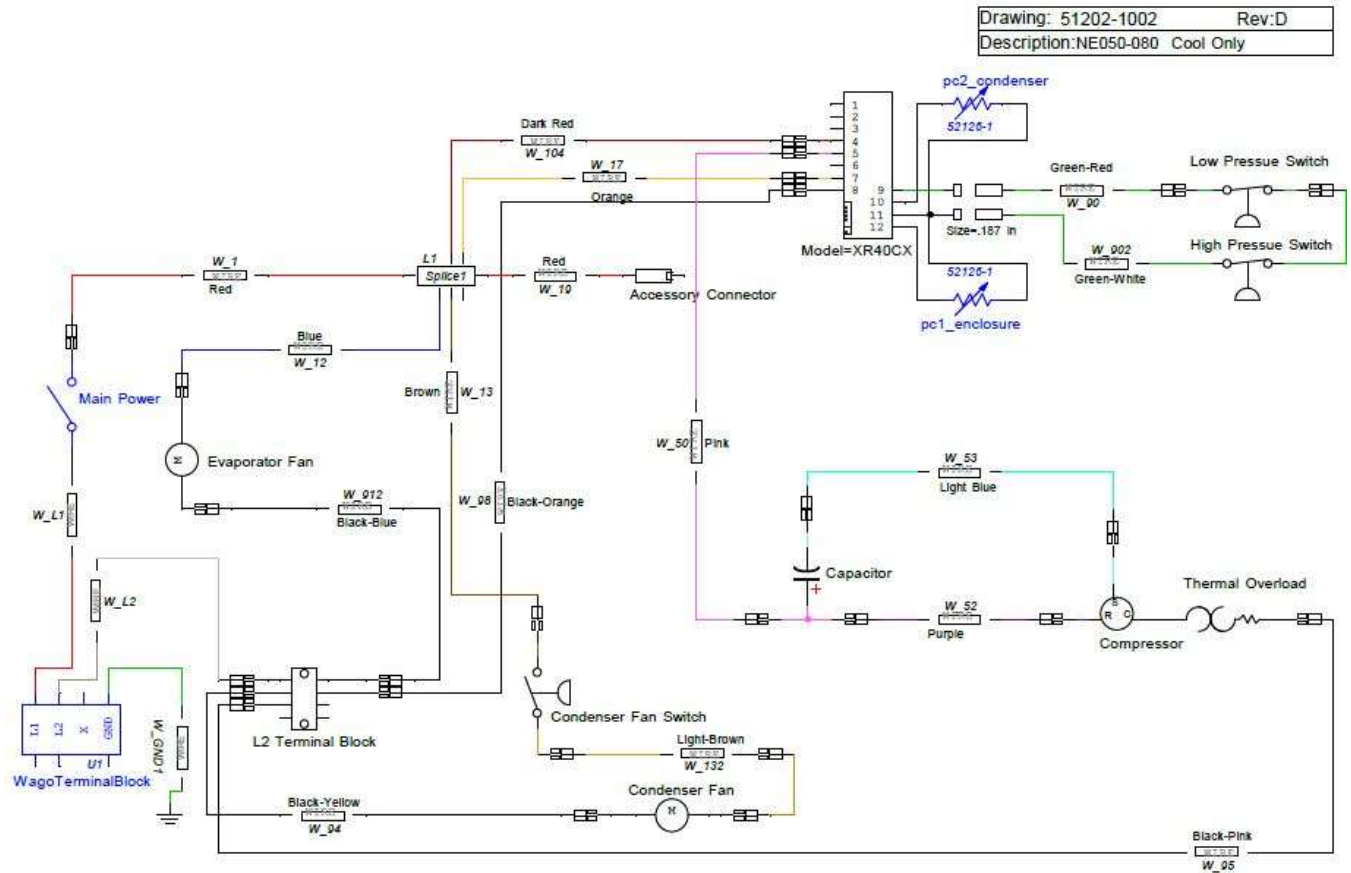 Drawing: 51202-1002 Rev:D
Description:NE050-080 Cool Only
pc2_condenser
52126-1
1
2
3
4
5
7
8
9
10
11
12
Model=XR40CX
Dark Red
W_104
W_17
Orange
Green-Red
W_90
Low Pressue Switch
Size=.187 in
W_902
Green-White
High Pressue Switch
52126-1
pc1_enclosure
W_1
Red
L1
Splice1
Red
W_19
Accessory Connector
Blue
W_12
Brown
W_13
Main Power
Evaporator Fan
M
W_50
Pink
W_53
Light Blue
W_L1
W_912
Black-Blue
W_98
Black-Orange
W_L2
Capacitor
+
Thermal Overload
W_52
Purple
S
R
C
Compressor
L1
L2
X
GND
U1
WagoTerminalBlock
W_GND1
L2 Terminal Block
Condenser Fan Switch
Light-Brown
W_132
Condenser Fan
M
Black-Yellow
W_94
Black-Pink
W_95